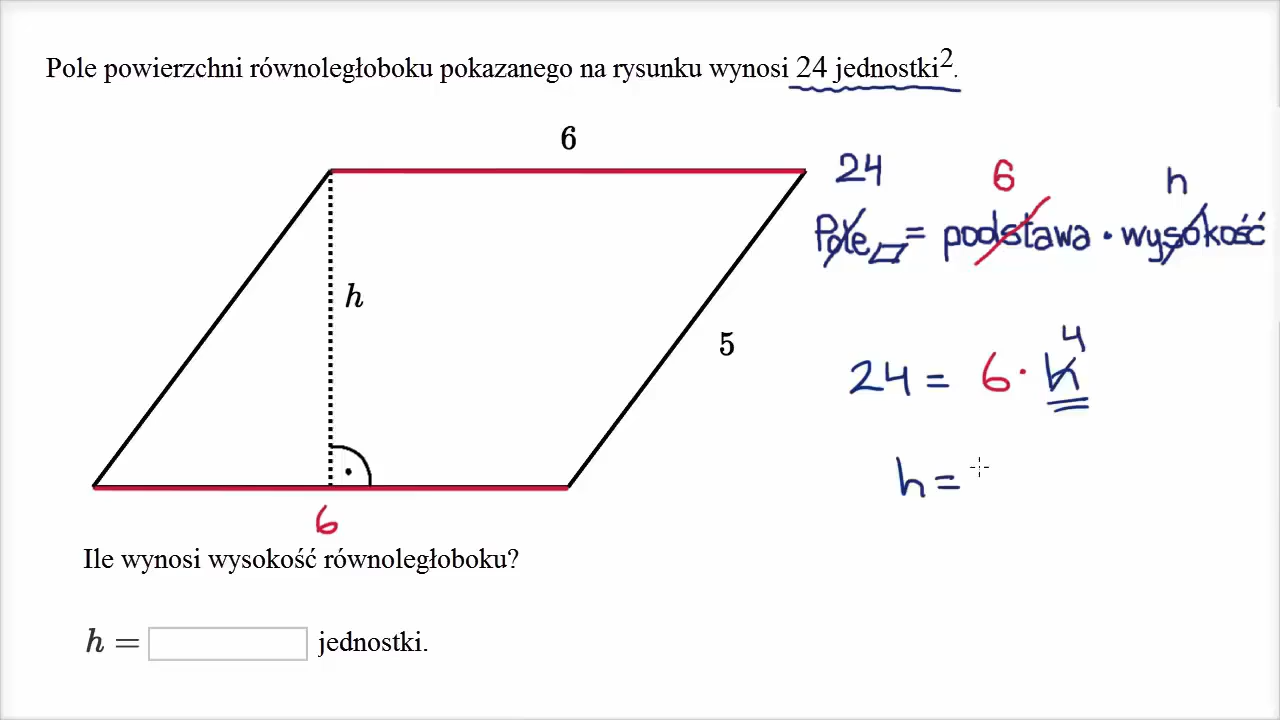 Pole powierzchni równoległoboku pokazanego na rysunku wynosi 24 jednostki².
6
24 6 h
Pole▱ = podstawa · wysokość
h
5
4
24 = 6 · h
h =
6
Ile wynosi wysokość równoległoboku?
h = jednostki.